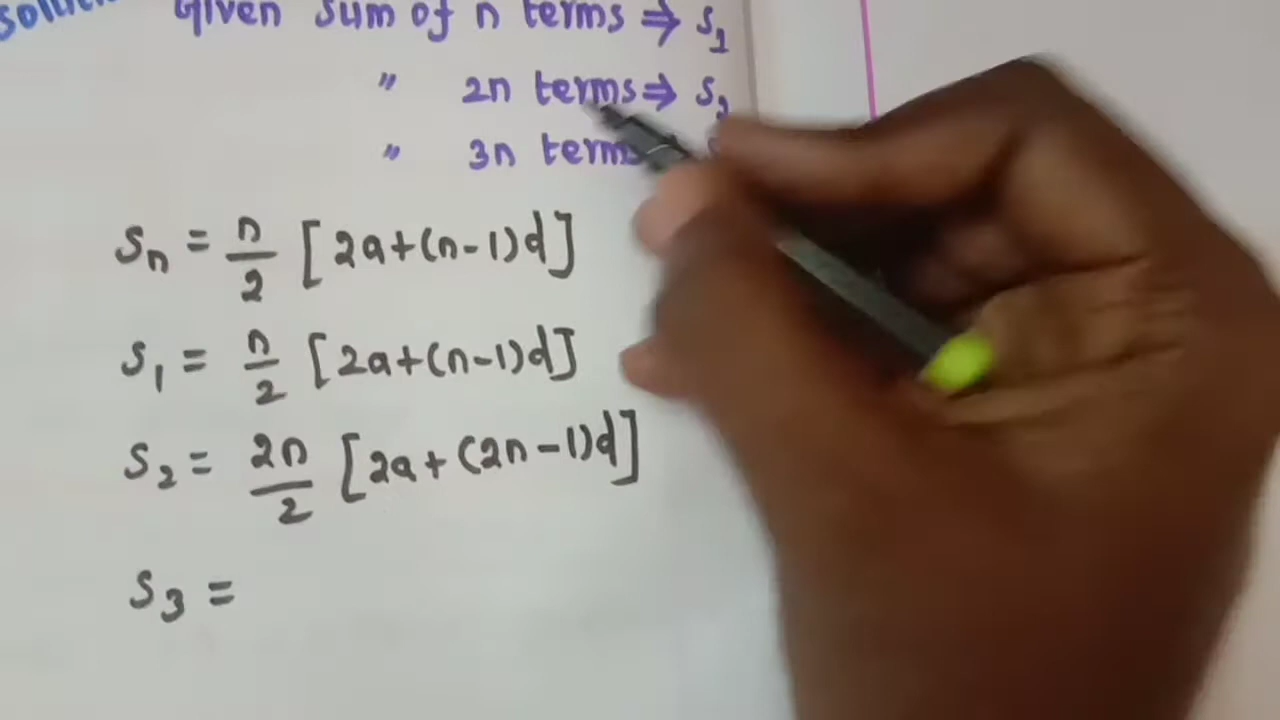 Given sum of n terms ⇒ S₁
" 2n terms ⇒ S₂
" 3n terms
Sₙ = n/2 [2a+(n-1)d]
S₁ = n/2 [2a+(n-1)d]
S₂ = 2n/2 [2a+(2n-1)d]
S₃ =